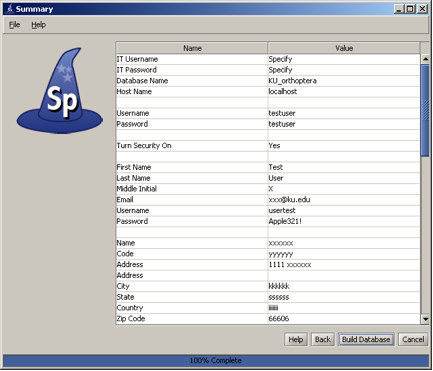 Summary
File Help
Sp
Name Value
IT Username Specify
IT Password Specify
Database Name KU_orthoptera
Host Name localhost
Username testuser
Password testuser
Turn Security On Yes
First Name Test
Last Name User
Middle Initial X
Email xxx@ku.edu
Username usertest
Password Apple321!
Name xxxxxx
Code yyyyyy
Address 1111 xxxxxx
Address
City kkkkkk
State ssssss
Country iiiiii
Zip Code 66606
Help Back Build Database Cancel
100% Complete